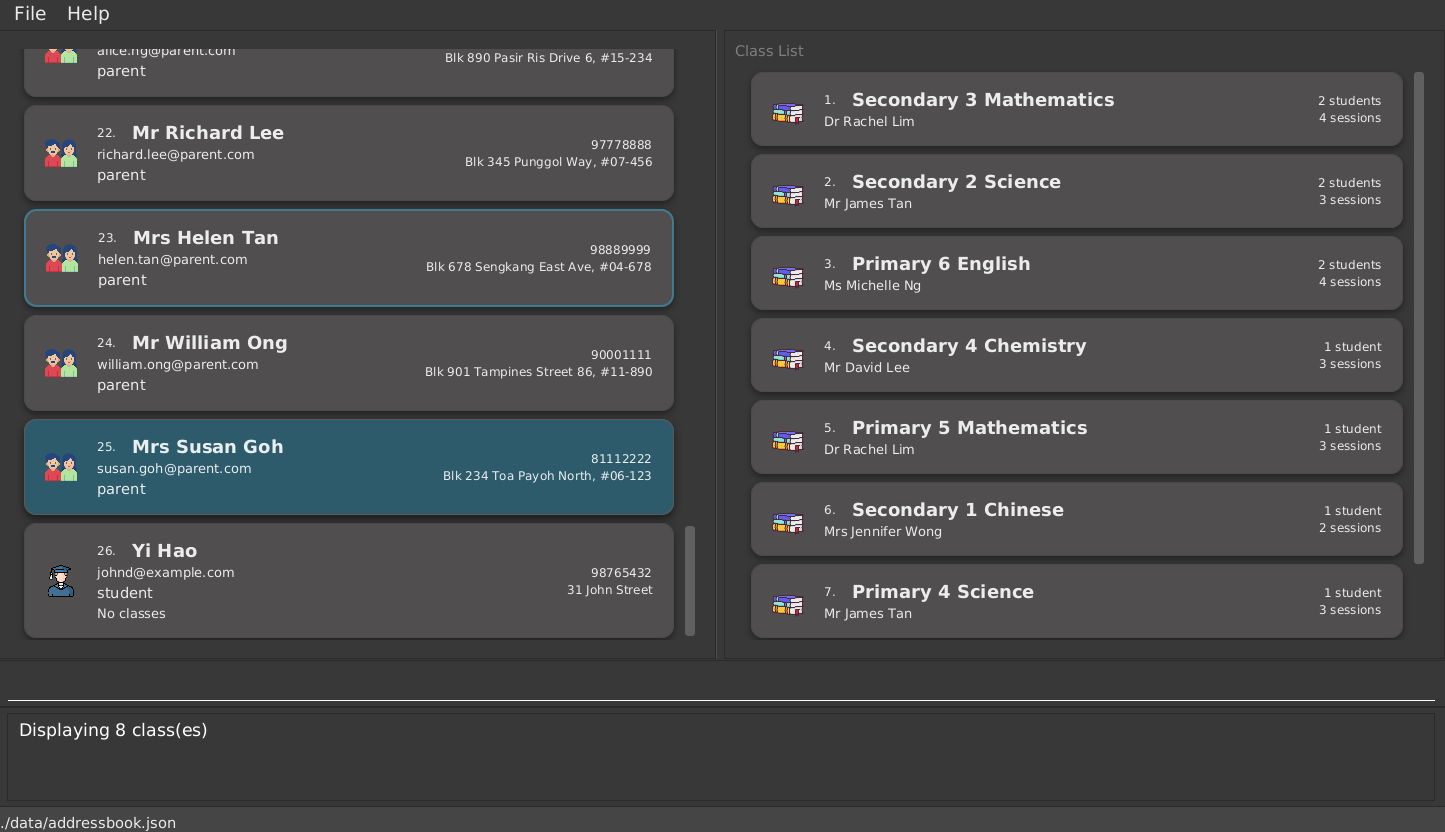 File Help
alice.ng@parent.com
Blk 890 Pasir Ris Drive 6, #15-234
parent
22. Mr Richard Lee
richard.lee@parent.com
parent
97778888
Blk 345 Punggol Way, #07-456
23. Mrs Helen Tan
helen.tan@parent.com
parent
98889999
Blk 678 Sengkang East Ave, #04-678
24. Mr William Ong
william.ong@parent.com
parent
90001111
Blk 901 Tampines Street 86, #11-890
25. Mrs Susan Goh
susan.goh@parent.com
parent
81112222
Blk 234 Toa Payoh North, #06-123
26. Yi Hao
johnd@example.com
student
No classes
98765432
31 John Street
Class List
1. Secondary 3 Mathematics
Dr Rachel Lim
2 students
4 sessions
2. Secondary 2 Science
Mr James Tan
2 students
3 sessions
3. Primary 6 English
Ms Michelle Ng
2 students
4 sessions
4. Secondary 4 Chemistry
Mr David Lee
1 student
3 sessions
5. Primary 5 Mathematics
Dr Rachel Lim
1 student
3 sessions
6. Secondary 1 Chinese
Mrs Jennifer Wong
1 student
2 sessions
7. Primary 4 Science
Mr James Tan
1 student
3 sessions
Displaying 8 class(es)
./data/addressbook.json